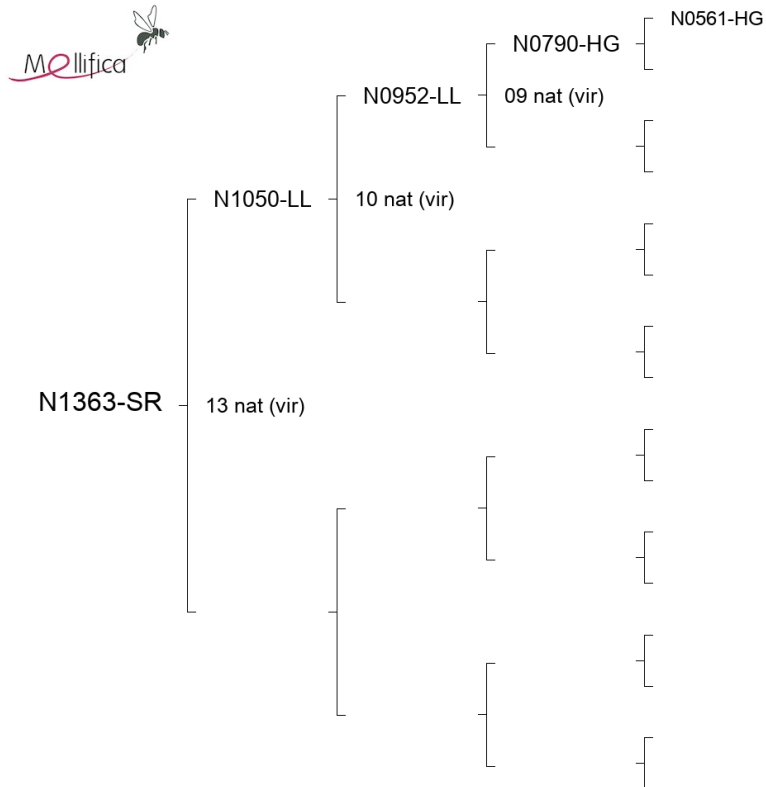 Mellifica
N0561-HG
N0790-HG
N0952-LL
09 nat (vir)
N1050-LL
10 nat (vir)
N1363-SR
13 nat (vir)